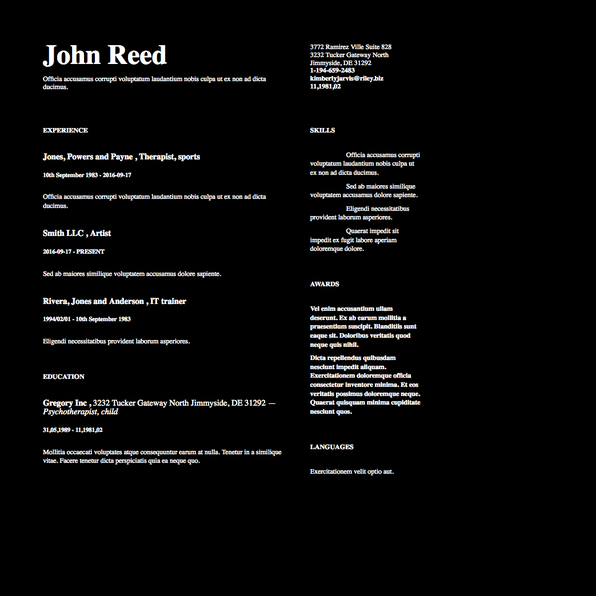 John Reed
Officia accusamus corrupti voluptatum laudantium nobis culpa ut ex non ad dicta
ducimus.
3772 Ramirez Ville Suite 828
3232 Tucker Gateway North
Jimmyside, DE 31292
1-194-659-2483
kimberlyjarvis@riley.biz
11,1981,02
EXPERIENCE
Jones, Powers and Payne , Therapist, sports
10th September 1983 - 2016-09-17
Officia accusamus corrupti voluptatum laudantium nobis culpa ut ex non ad dicta
ducimus.
Smith LLC , Artist
2016-09-17 - PRESENT
Sed ab maiores similique voluptatem accusamus dolore sapiente.
Rivera, Jones and Anderson , IT trainer
1994/02/01 - 10th September 1983
Eligendi necessitatibus provident laborum asperiores.
EDUCATION
Gregory Inc , 3232 Tucker Gateway North Jimmyside, DE 31292 —
Psychotherapist, child
31,05,1989 - 11,1981,02
Mollitia occaecati voluptates atque consequuntur earum at nulla. Tenetur in a similique
vitae. Facere tenetur dicta perspiciatis quia ea neque quo.
SKILLS
Officia accusamus corrupti
voluptatum laudantium nobis culpa ut
ex non ad dicta ducimus.
Sed ab maiores similique
voluptatem accusamus dolore sapiente.
Eligendi necessitatibus
provident laborum asperiores.
Quaerat impedit sit
impedit ex fugit labore aperiam
doloremque dolore.
AWARDS
Vel enim accusantium ullam
deserunt. Ex ab earum mollitia a
praesentium suscipit. Blanditiis sunt
eaque sit. Doloribus veritatis quod
neque quis nihil.
Dicta repellendus quibusdam
nesciunt impedit aliquam.
Exercitationem doloremque officia
consectetur inventore minima. Et eos
veritatis possimus doloremque neque.
Quaerat quisquam minima cupiditate
nesciunt quos.
LANGUAGES
Exercitationem velit optio aut.